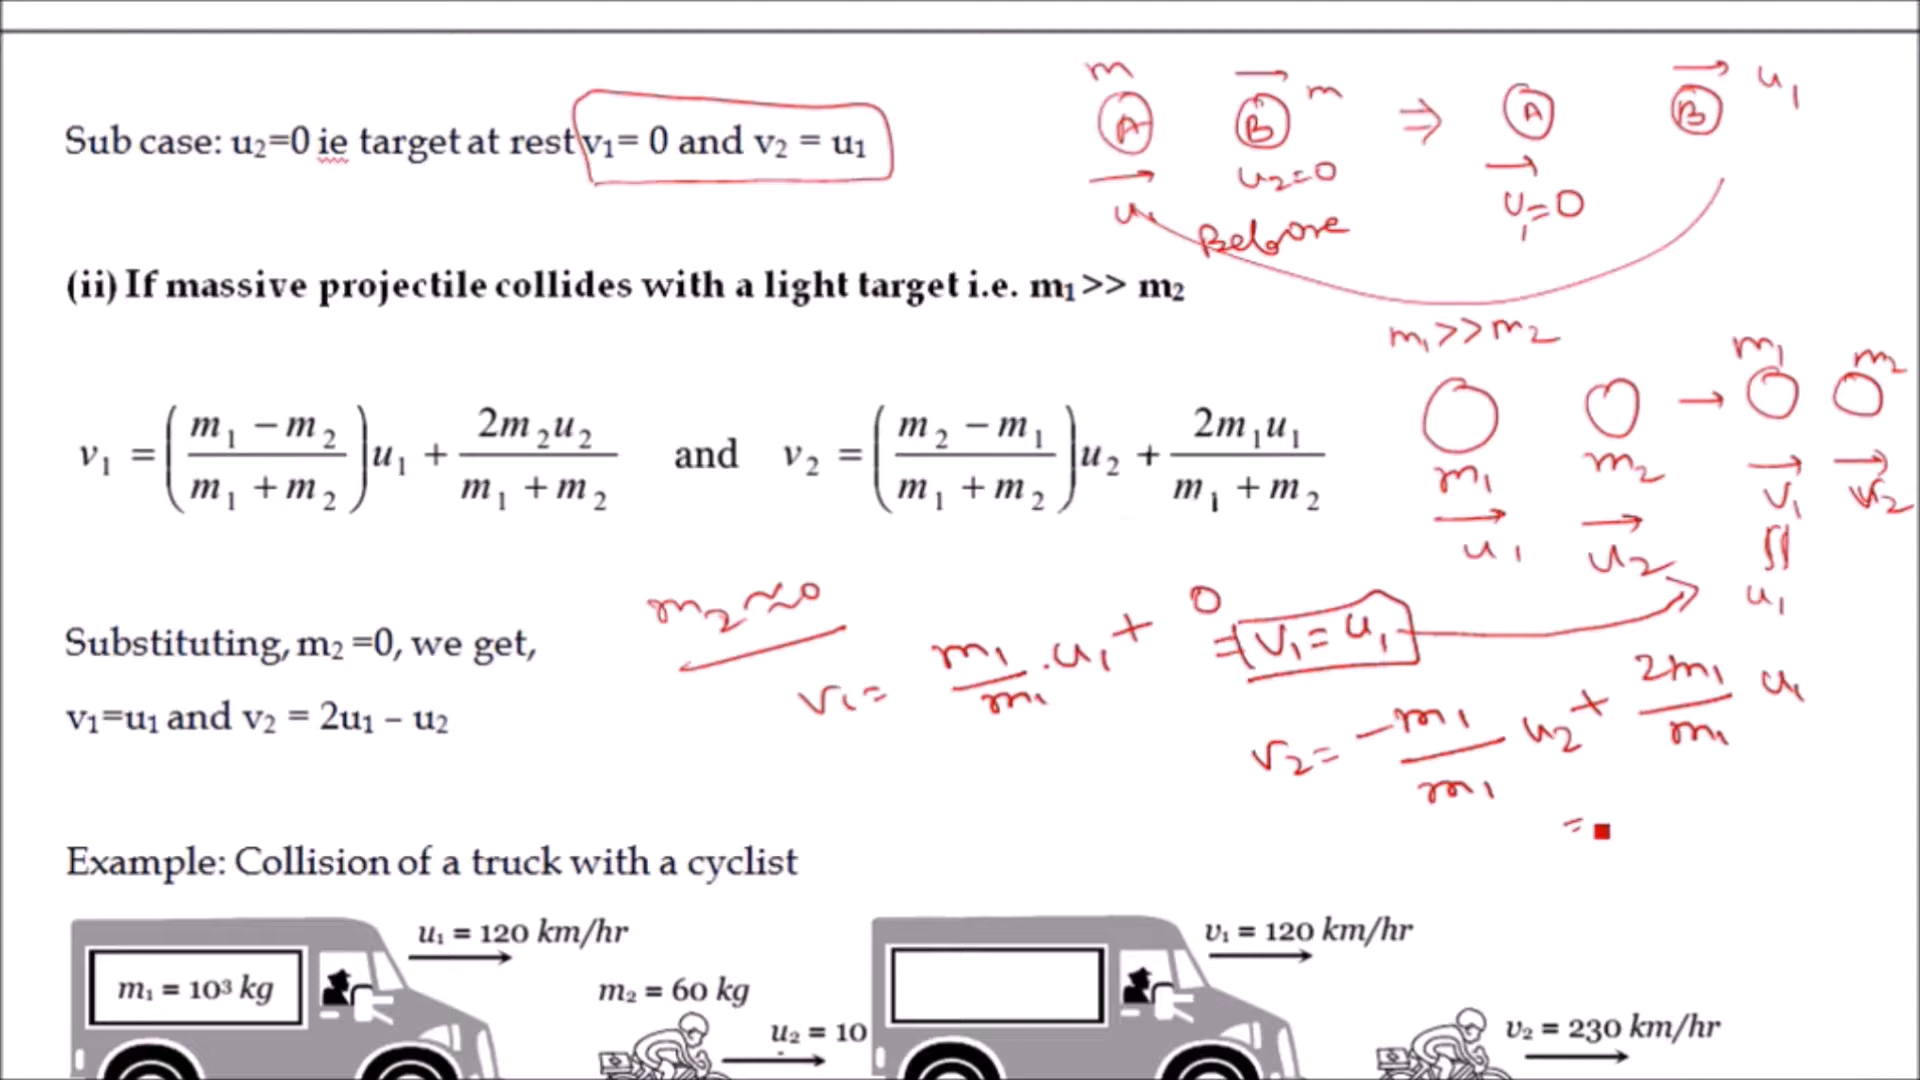 Sub case: u₂=0 ie target at rest v₁= 0 and v₂ = u₁
m
A
u₁
B
m
u₂=0
Before
⇒
A
v₁=0
B
u₁
(ii) If massive projectile collides with a light target i.e. m₁ >> m₂
m₁>>m₂
m₁
u₁
m₂
u₂
→
m₁
v₁
u₁
m₂
v₂
v₁ = ((m₁ − m₂)/(m₁ + m₂))u₁ + 2m₂u₂/(m₁ + m₂) and v₂ = ((m₂ − m₁)/(m₁ + m₂))u₂ + 2m₁u₁/(m₁ + m₂)
m₂≈0
v₁= m₁/m₁ .u₁+ 0 ⇒ v₁= u₁
v₂= −m₁/m₁ u₂+ 2m₁/m₁ u₁
=
Substituting, m₂ =0, we get,
v₁=u₁ and v₂ = 2u₁ – u₂
Example: Collision of a truck with a cyclist
u₁ = 120 km/hr
m₁ = 10³ kg
m₂ = 60 kg
u₂ = 10
v₁ = 120 km/hr
v₂ = 230 km/hr